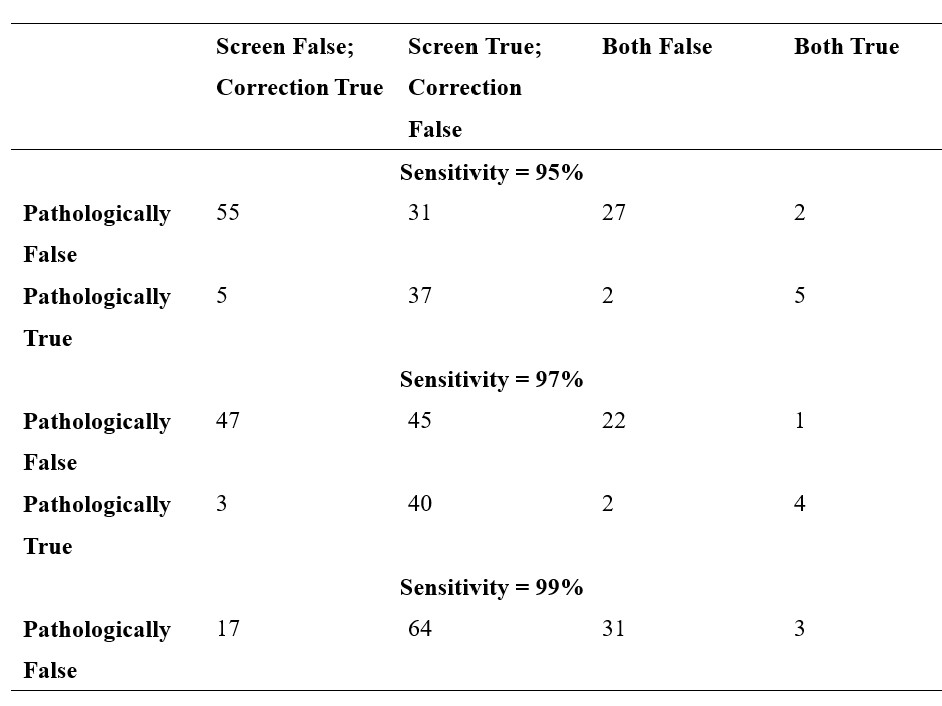 Screen False; Screen True; Both False Both True
Correction True Correction
False
Sensitivity = 95%
Pathologically 55 31 27 2
False
Pathologically 5 37 2 5
True
Sensitivity = 97%
Pathologically 47 45 22 1
False
Pathologically 3 40 2 4
True
Sensitivity = 99%
Pathologically 17 64 31 3
False